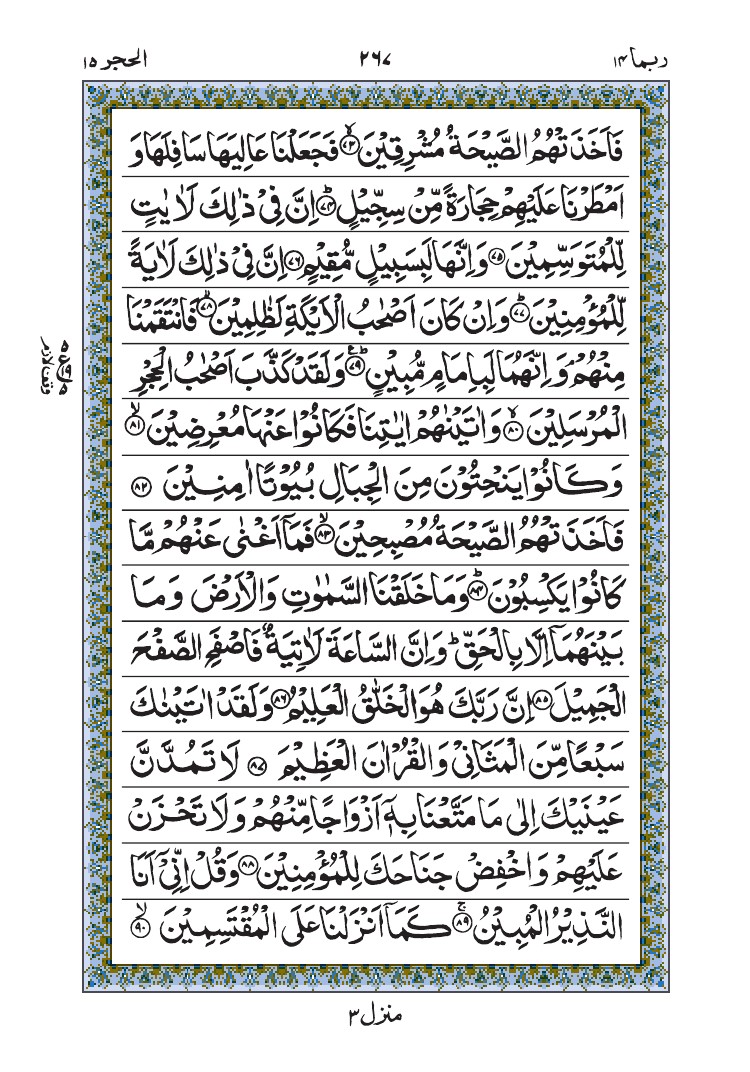 ربما ۱۴ ۲۶۷ الحجر ۱۵
فَاَخَذَتْهُمُ الصَّيْحَةُ مُشْرِقِيْنَ ۙ﴿۷۳﴾ فَجَعَلْنَا عَالِيَهَا سَافِلَهَا وَ
اَمْطَرْنَا عَلَيْهِمْ حِجَارَةً مِّنْ سِجِّيْلٍ ؕ﴿۷۴﴾ اِنَّ فِيْ ذٰلِكَ لَاٰيٰتٍ
لِّلْمُتَوَسِّمِيْنَ ﴿۷۵﴾ وَاِنَّهَا لَبِسَبِيْلٍ مُّقِيْمٍ ﴿۷۶﴾ اِنَّ فِيْ ذٰلِكَ لَاٰيَةً
لِّلْمُؤْمِنِيْنَ ؕ﴿۷۷﴾ وَاِنْ كَانَ اَصْحٰبُ الْاَيْكَةِ لَظٰلِمِيْنَ ۙ﴿۷۸﴾ فَانْتَقَمْنَا
مِنْهُمْ ۘ وَاِنَّهُمَا لَبِاِمَامٍ مُّبِيْنٍ ؕ﴿۷۹﴾ وَلَقَدْ كَذَّبَ اَصْحٰبُ الْحِجْرِ
الْمُرْسَلِيْنَ ۙ﴿۸۰﴾ وَاٰتَيْنٰهُمْ اٰيٰتِنَا فَكَانُوْا عَنْهَا مُعْرِضِيْنَ ۙ﴿۸۱﴾
وَكَانُوْا يَنْحِتُوْنَ مِنَ الْجِبَالِ بُيُوْتًا اٰمِنِيْنَ ﴿۸۲﴾
فَاَخَذَتْهُمُ الصَّيْحَةُ مُصْبِحِيْنَ ۙ﴿۸۳﴾ فَمَاۤ اَغْنٰى عَنْهُمْ مَّا
كَانُوْا يَكْسِبُوْنَ ؕ﴿۸۴﴾ وَمَا خَلَقْنَا السَّمٰوٰتِ وَالْاَرْضَ وَمَا
بَيْنَهُمَاۤ اِلَّا بِالْحَقِّ ؕ وَاِنَّ السَّاعَةَ لَاٰتِيَةٌ فَاصْفَحِ الصَّفْحَ
الْجَمِيْلَ ﴿۸۵﴾ اِنَّ رَبَّكَ هُوَ الْخَلّٰقُ الْعَلِيْمُ ﴿۸۶﴾ وَلَقَدْ اٰتَيْنٰكَ
سَبْعًا مِّنَ الْمَثَانِيْ وَالْقُرْاٰنَ الْعَظِيْمَ ﴿۸۷﴾ لَا تَمُدَّنَّ
عَيْنَيْكَ اِلٰى مَا مَتَّعْنَا بِهٖۤ اَزْوَاجًا مِّنْهُمْ وَلَا تَحْزَنْ
عَلَيْهِمْ وَاخْفِضْ جَنَاحَكَ لِلْمُؤْمِنِيْنَ ﴿۸۸﴾ وَقُلْ اِنِّيْۤ اَنَا
النَّذِيْرُ الْمُبِيْنُ ۚ﴿۸۹﴾ كَمَاۤ اَنْزَلْنَا عَلَى الْمُقْتَسِمِيْنَ ۙ﴿۹۰﴾
وقف لازم
منزل ۳